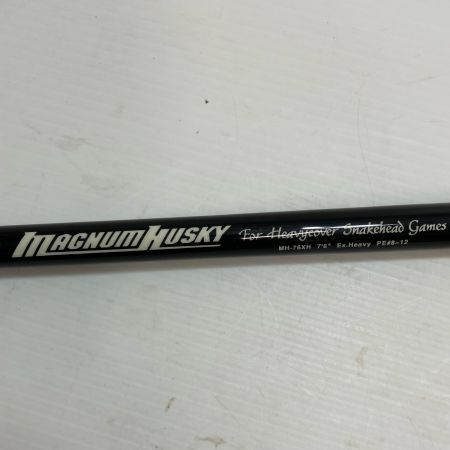 MAGNUM HUSKY For Heavycover Snakehead Games
MH-76XH 7'6" Ex.Heavy PE#8-12